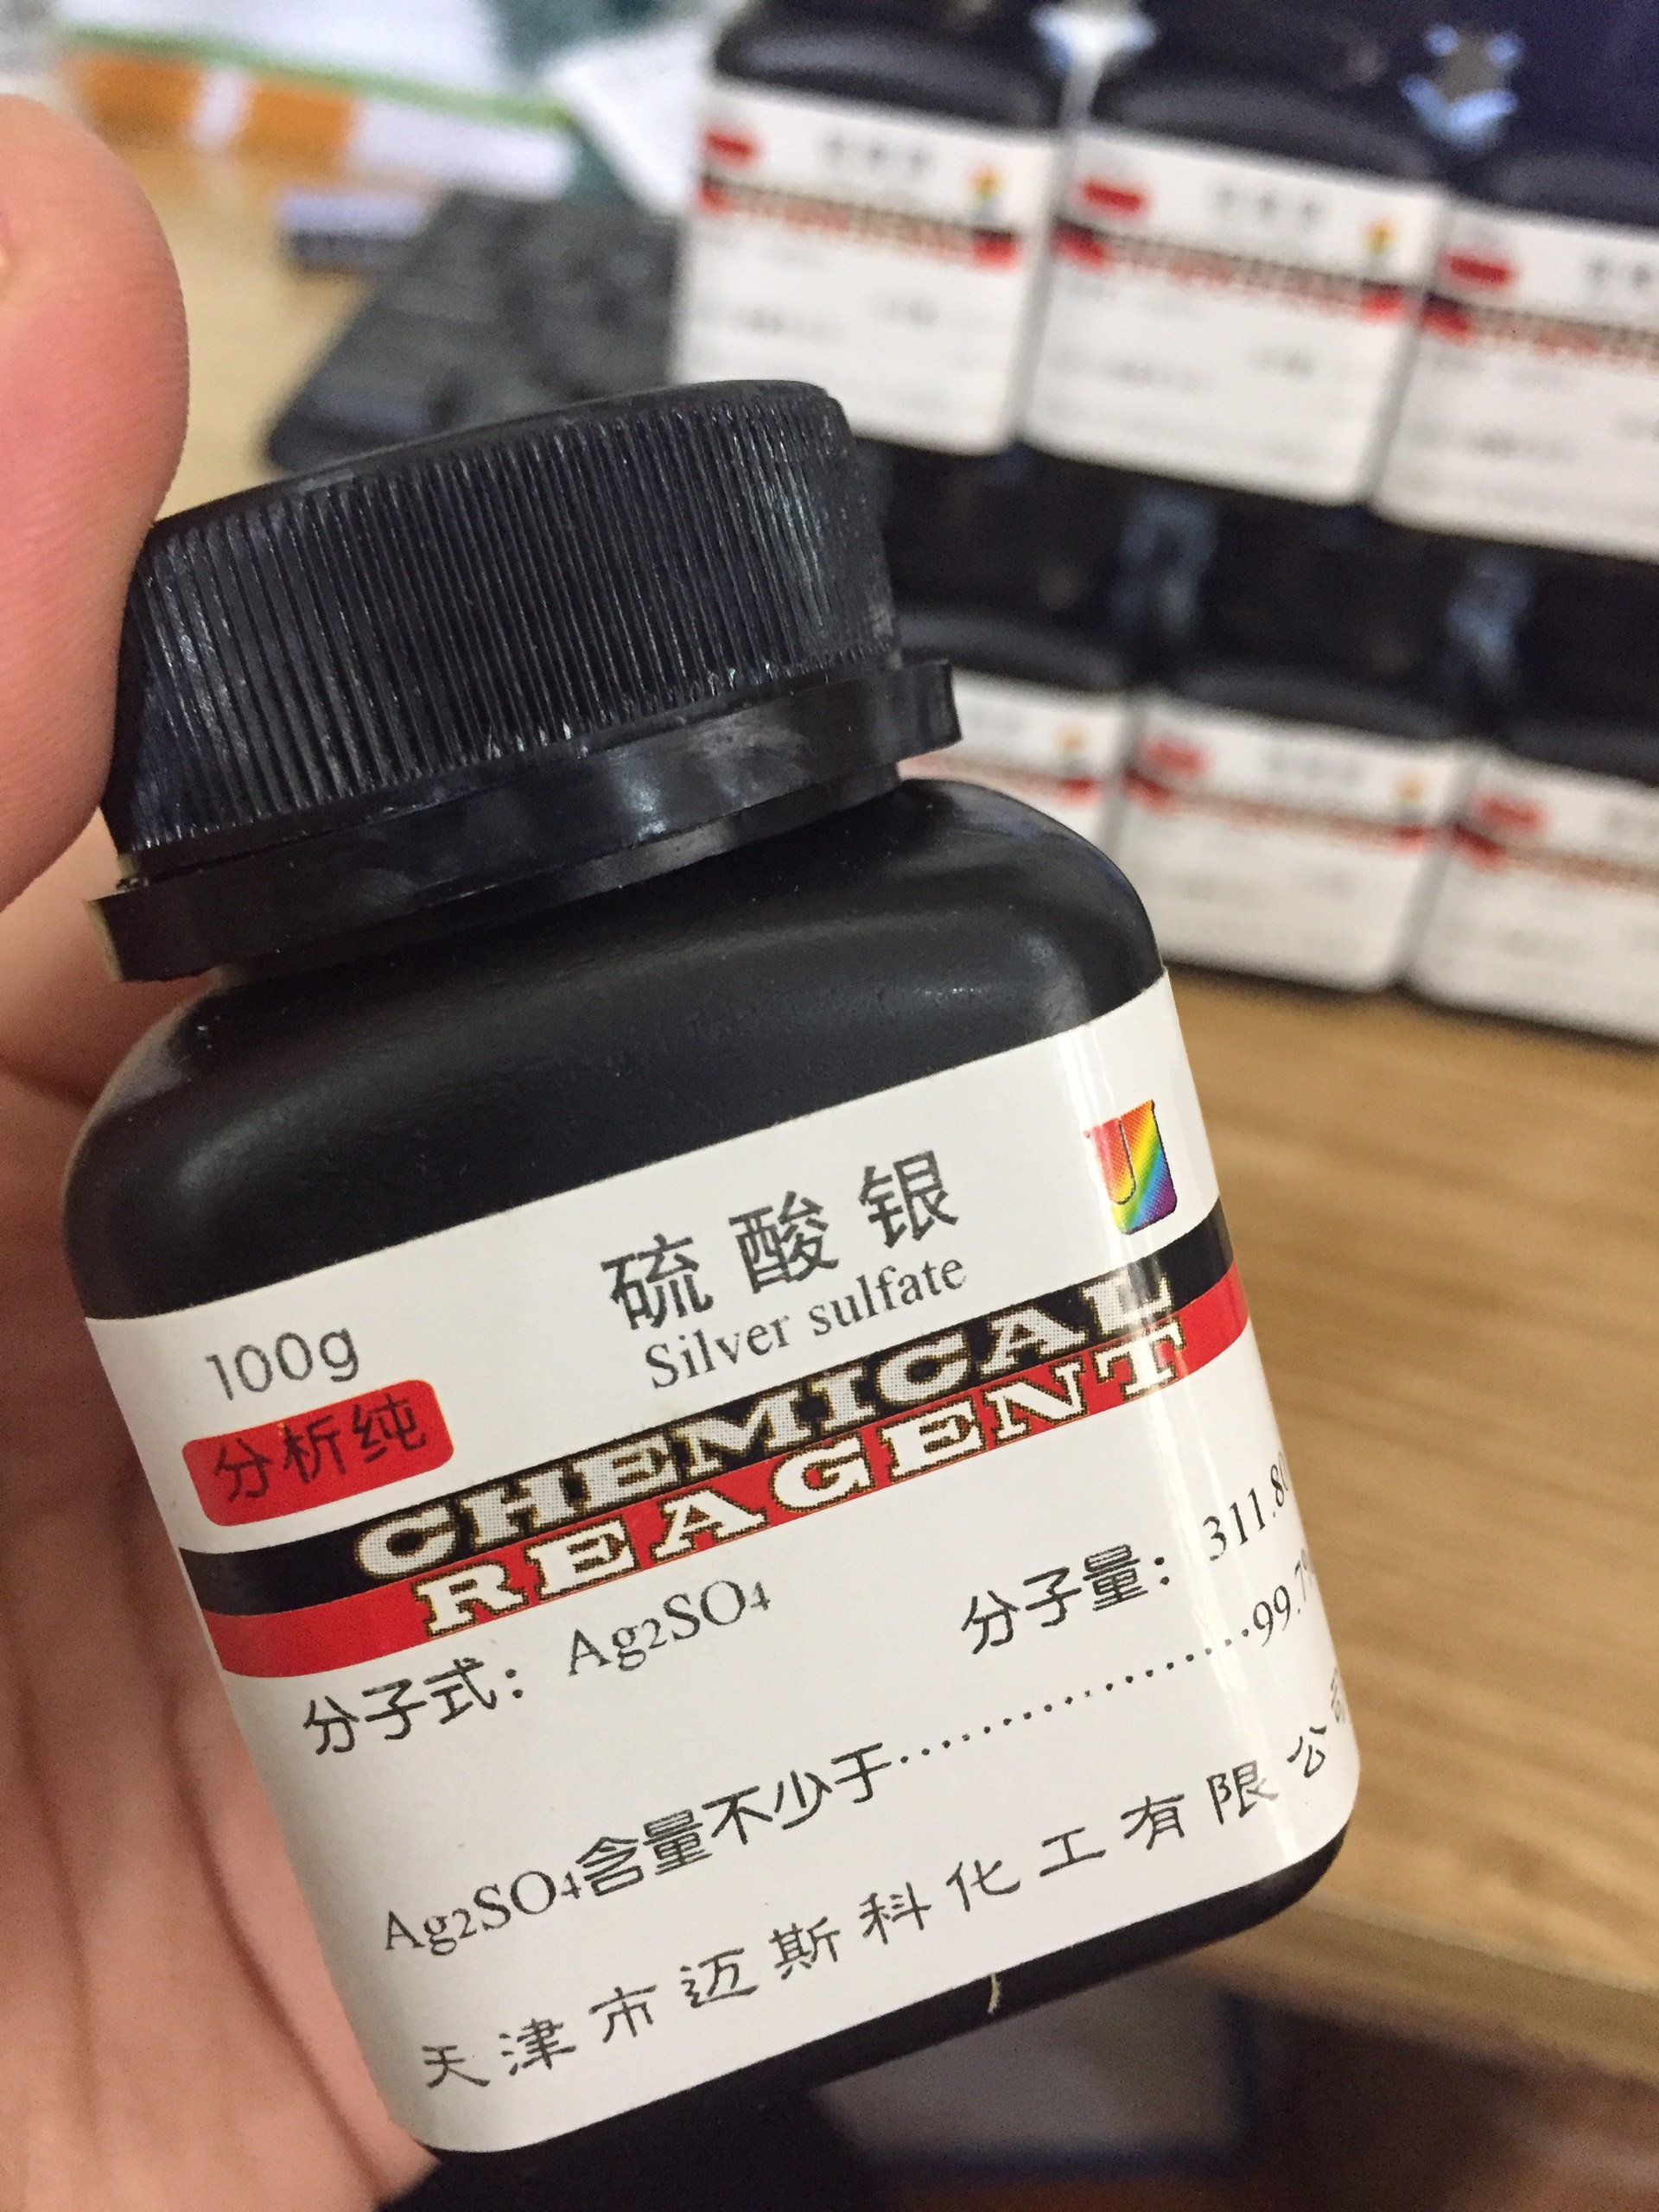 硫酸银
Silver sulfate
100g
分析纯
CHEMICAL
REAGENT
分子式：Ag₂SO₄
分子量：311.80
Ag₂SO₄含量不少于……………………99.7%
天津市迈斯科化工有限公司